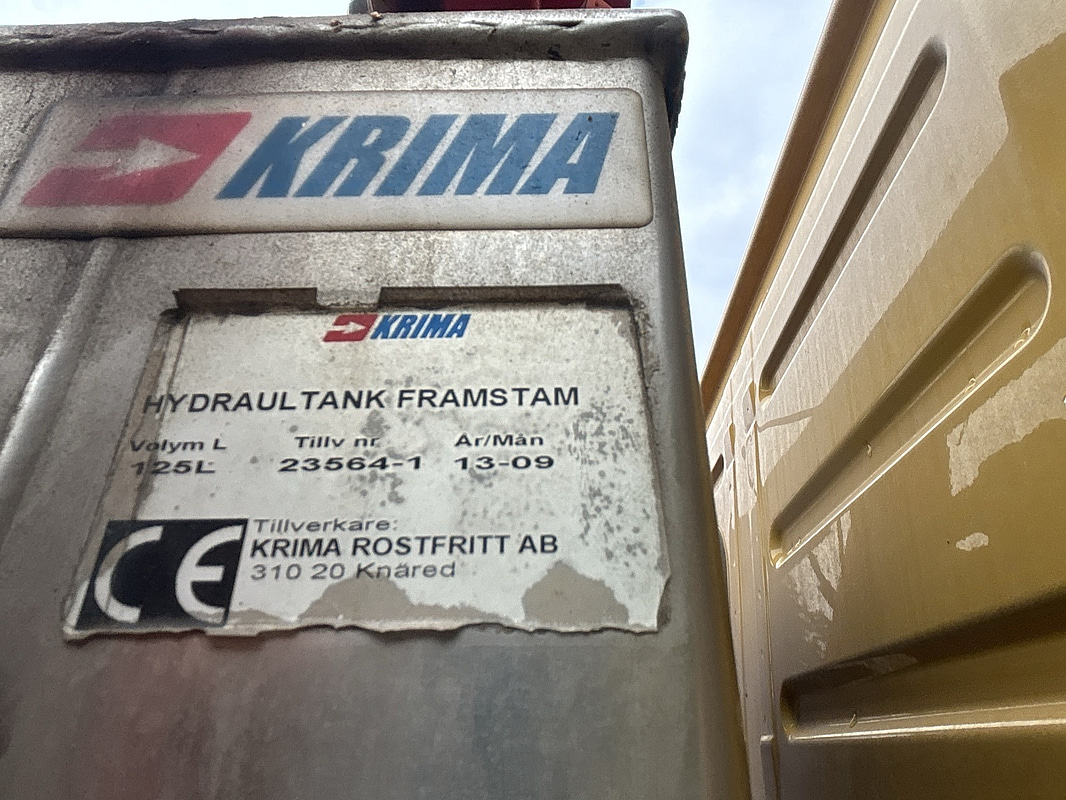 KRIMA
KRIMA
HYDRAULTANK FRAMSTAM
Volym L Tillv nr År/Mån
125L 23564-1 13-09
CE Tillverkare:
KRIMA ROSTFRITT AB
310 20 Knäred